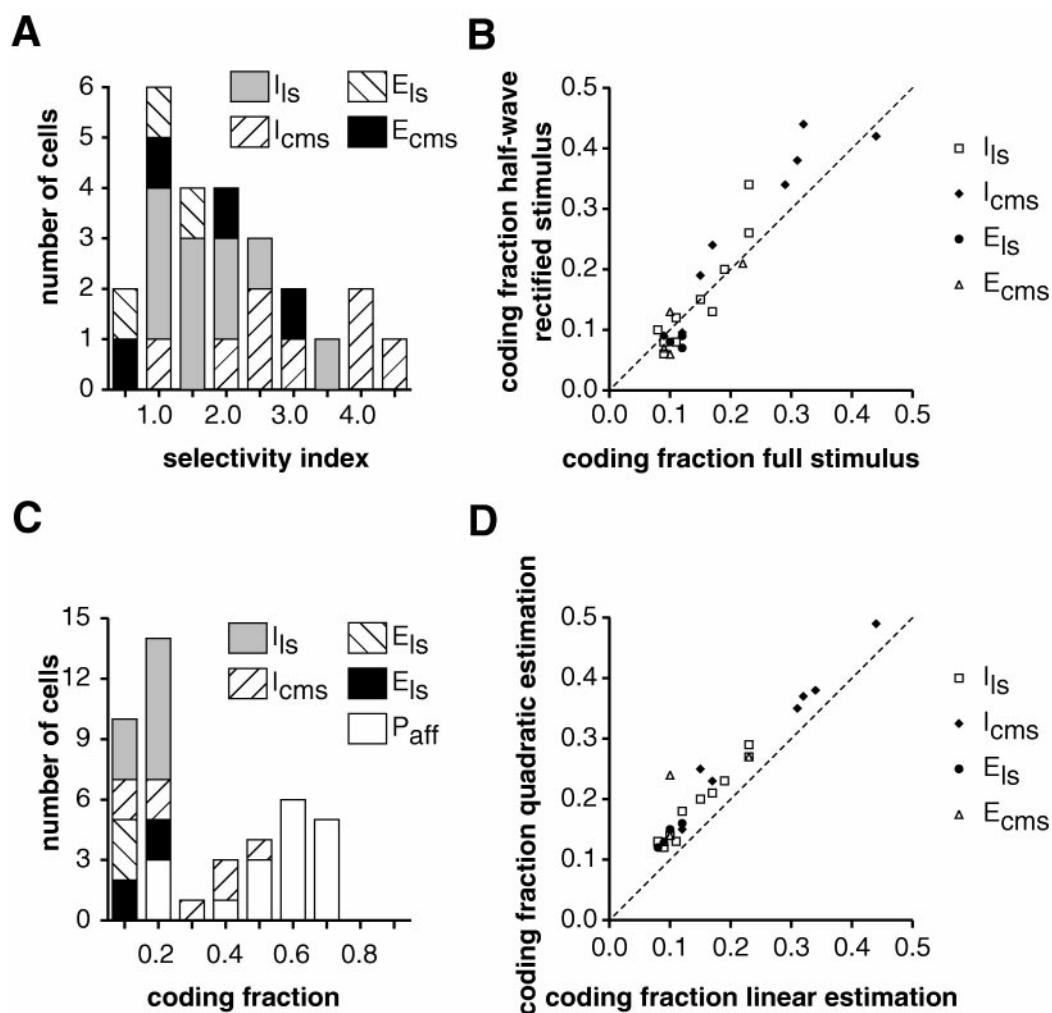 A
number of cells
6
5
4
3
2
1
0
I_ls
E_ls
I_cms
E_cms
1.0 2.0 3.0 4.0
selectivity index
B
coding fraction half-wave
rectified stimulus
0.5
0.4
0.3
0.2
0.1
0.0
0.0 0.1 0.2 0.3 0.4 0.5
coding fraction full stimulus
I_ls
I_cms
E_ls
E_cms
C
number of cells
15
12
9
6
3
0
I_ls
E_ls
I_cms
E_ls
P_aff
0.2 0.4 0.6 0.8
coding fraction
D
coding fraction quadratic estimation
0.5
0.4
0.3
0.2
0.1
0.0
0.0 0.1 0.2 0.3 0.4 0.5
coding fraction linear estimation
I_ls
I_cms
E_ls
E_cms